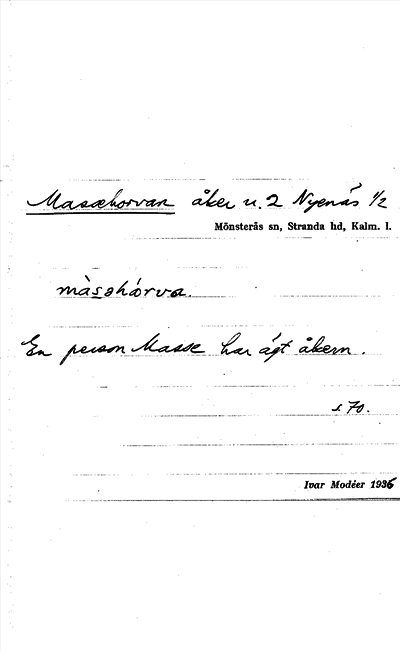 Massehorvan åker u. 2 Nyenäs 1/2
Mönsterås sn, Stranda hd, Kalm. l.
màsəhórva.
En person Masse har ägt åkern.
s 70.
Ivar Modéer 1936